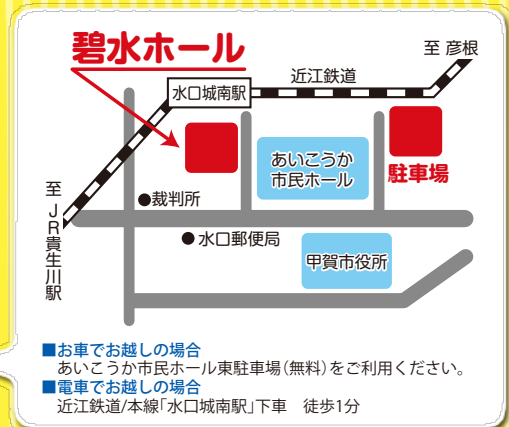 碧水ホール
至 彦根
近江鉄道
水口城南駅
あいこうか
市民ホール
駐車場
至 JR貴生川駅
●裁判所
●水口郵便局
甲賀市役所
■お車でお越しの場合
あいこうか市民ホール東駐車場(無料)をご利用ください。
■電車でお越しの場合
近江鉄道/本線「水口城南駅」下車　徒歩1分